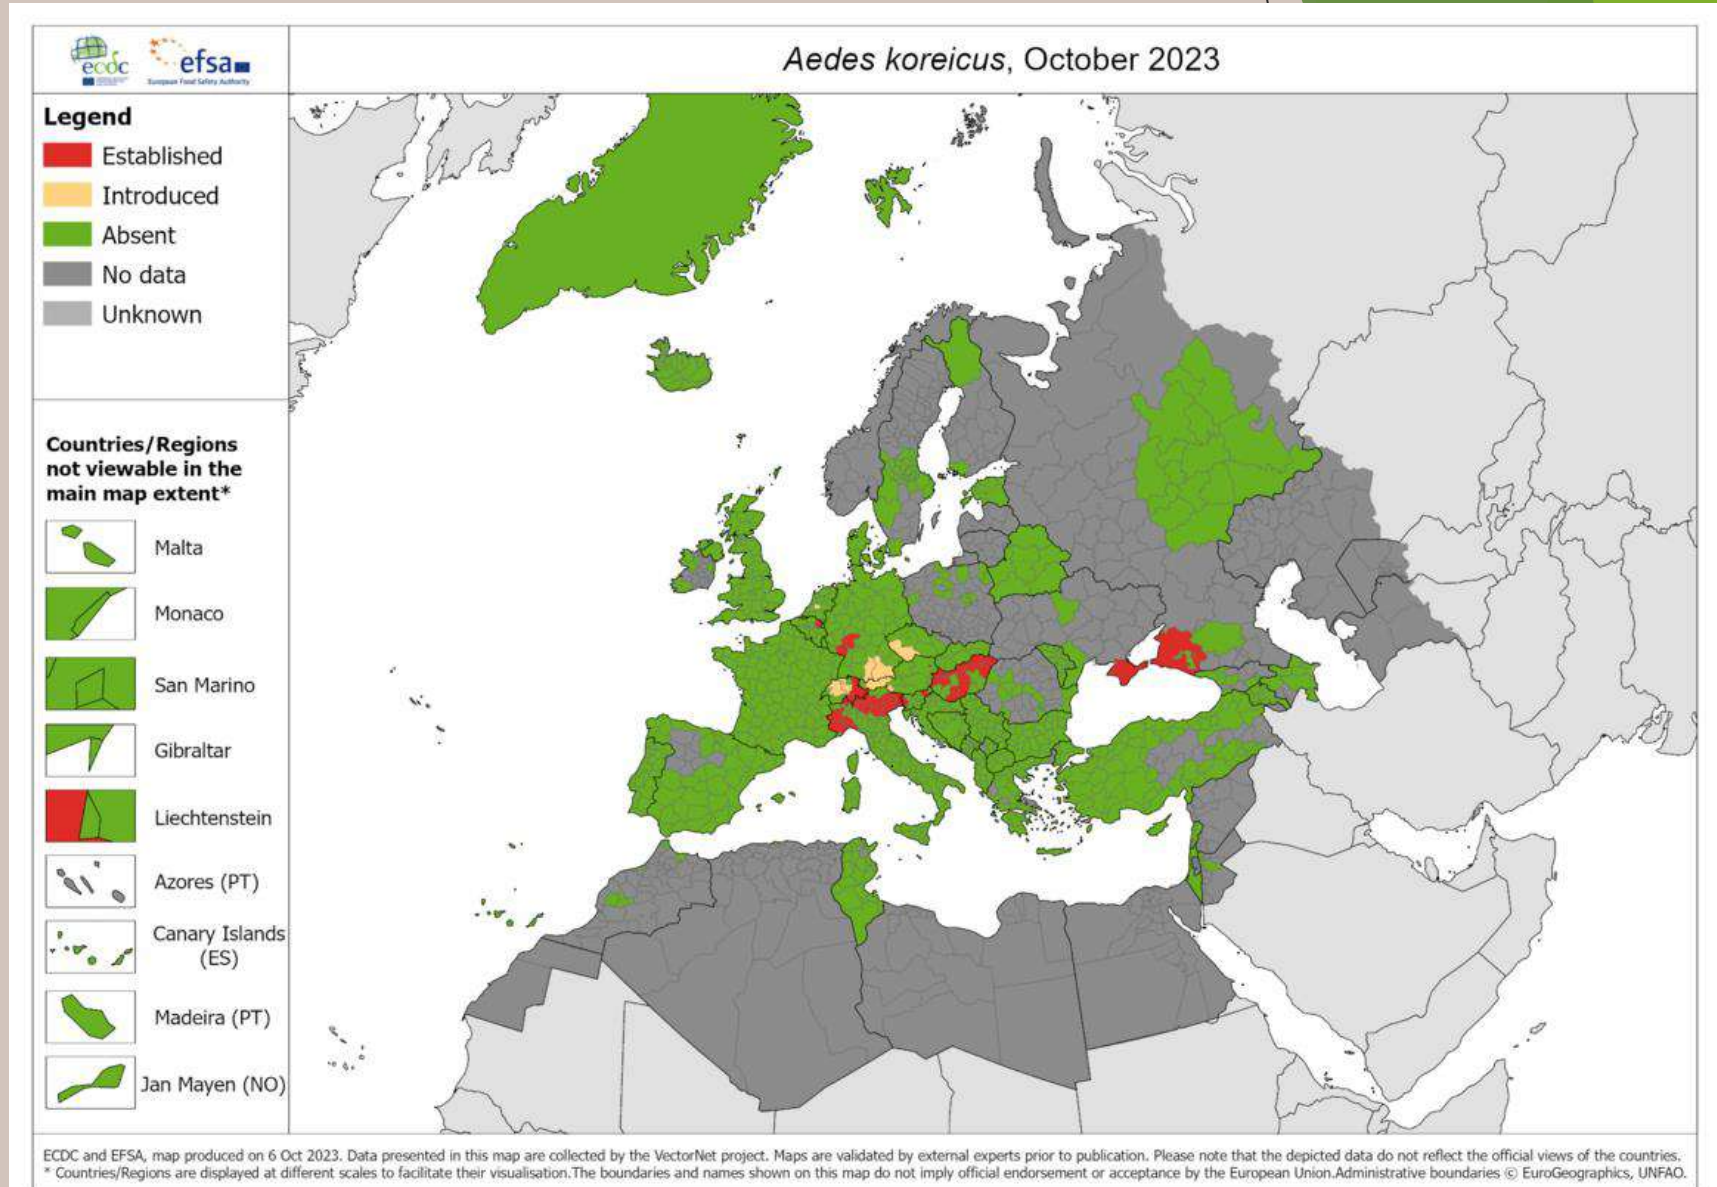 ecdc
efsa
European Food Safety Authority
Aedes koreicus, October 2023
Legend
Established
Introduced
Absent
No data
Unknown
Countries/Regions
not viewable in the
main map extent*
Malta
Monaco
San Marino
Gibraltar
Liechtenstein
Azores (PT)
Canary Islands
(ES)
Madeira (PT)
Jan Mayen (NO)
ECDC and EFSA, map produced on 6 Oct 2023. Data presented in this map are collected by the VectorNet project. Maps are validated by external experts prior to publication. Please note that the depicted data do not reflect the official views of the countries.
* Countries/Regions are displayed at different scales to facilitate their visualisation.The boundaries and names shown on this map do not imply official endorsement or acceptance by the European Union.Administrative boundaries © EuroGeographics, UNFAO.